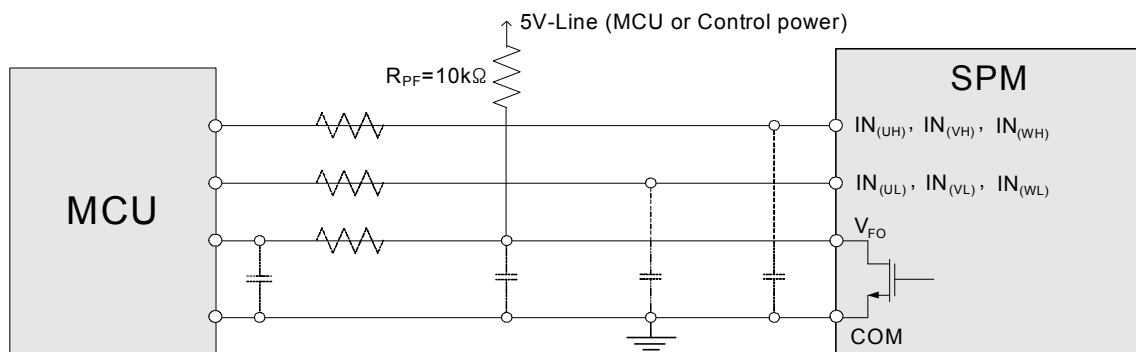 5V-Line (MCU or Control power)
R_PF=10kΩ
SPM
MCU
IN_(UH), IN_(VH), IN_(WH)
IN_(UL), IN_(VL), IN_(WL)
V_FO
COM